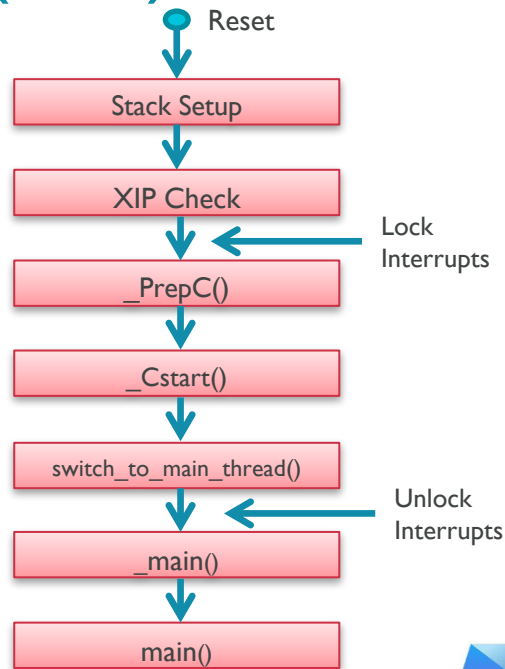 Reset
Stack Setup
XIP Check
Lock
Interrupts
_PrepC()
_Cstart()
switch_to_main_thread()
Unlock
Interrupts
_main()
main()